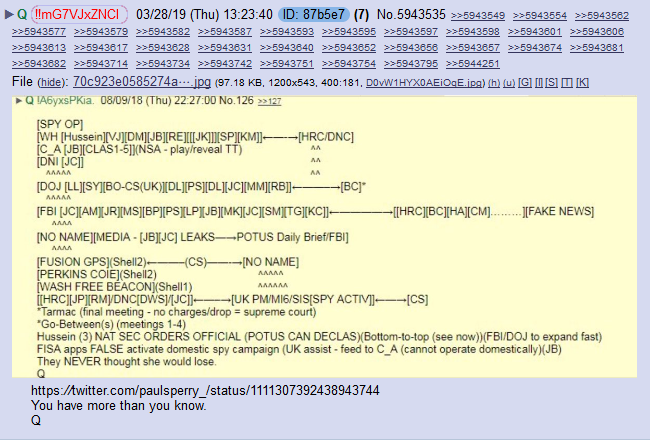 ▶ Q !!mG7VJxZNCI 03/28/19 (Thu) 13:23:40 ID: 87b5e7 (7) No.5943535 >>5943549 >>5943554 >>5943562
>>5943577 >>5943579 >>5943582 >>5943587 >>5943593 >>5943595 >>5943597 >>5943598 >>5943601 >>5943606
>>5943613 >>5943617 >>5943628 >>5943631 >>5943640 >>5943652 >>5943656 >>5943657 >>5943674 >>5943681
>>5943682 >>5943714 >>5943734 >>5943742 >>5943751 >>5943754 >>5943795 >>5944251
File (hide): 70c923e0585274a⋯.jpg (97.18 KB, 1200x543, 400:181, D0vW1HYX0AEiOqE.jpg) (h) (u) [G] [I] [S] [T] [K]
▶ Q !A6yxsPKia. 08/09/18 (Thu) 22:27:00 No.126 >>127
[SPY OP]
[WH [Hussein][VJ][DM][JB][RE][[[JK]]][SP][KM]]←—-→[HRC/DNC]
[C_A [JB][CLAS1-5]](NSA - play/reveal TT) ^^
[DNI [JC]] ^^
^^^^^ ^^
[DOJ [LL][SY][BO-CS(UK)][DL][PS][DL][JC][MM][RB]]←———→[BC]*
^^^^^
[FBI [JC][AM][JR][MS][BP][PS][LP][JB][MK][JC][SM][TG][KC]]←————→[[HRC][BC][HA][CM]………][FAKE NEWS]
^^^^
[NO NAME][MEDIA - [JB][JC] LEAKS—→POTUS Daily Brief/FBI]
^^^^
[FUSION GPS](Shell2)←——–(CS)—–→[NO NAME]
[PERKINS COIE](Shell2) ^^^^^
[WASH FREE BEACON](Shell1) ^^^^^^
[[HRC][JP][RM]/DNC[DWS]/[JC]]←—–→[UK PM/MI6/SIS[SPY ACTIV]]←—→[CS]
*Tarmac (final meeting - no charges/drop = supreme court)
*Go-Between(s) (meetings 1-4)
Hussein (3) NAT SEC ORDERS OFFICIAL (POTUS CAN DECLAS)(Bottom-to-top (see now))(FBI/DOJ to expand fast)
FISA apps FALSE activate domestic spy campaign (UK assist - feed to C_A (cannot operate domestically)(JB)
They NEVER thought she would lose.
Q
https://twitter.com/paulsperry_/status/1111307392438943744
You have more than you know.
Q